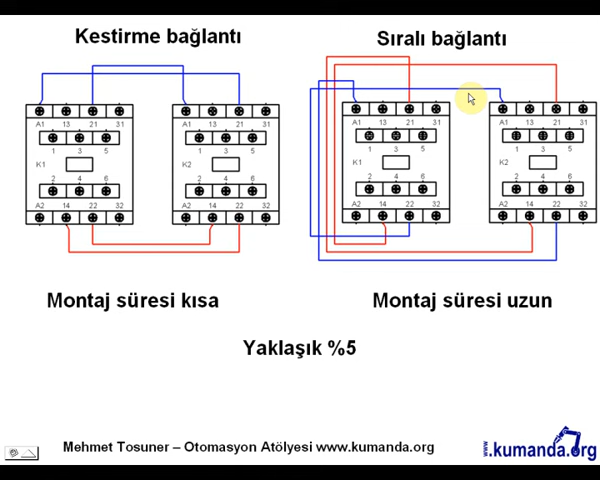 Kestirme bağlantı
Sıralı bağlantı
A1 13 21 31
1 3 5
K1
2 4 6
A2 14 22 32
A1 13 21 31
1 3 5
K2
2 4 6
A2 14 22 32
A1 13 21 31
1 3 5
K1
2 4 6
A2 14 22 32
A1 13 21 31
1 3 5
K2
2 4 6
A2 14 22 32
Montaj süresi kısa
Montaj süresi uzun
Yaklaşık %5
Mehmet Tosuner – Otomasyon Atölyesi www.kumanda.org
www.kumanda.org